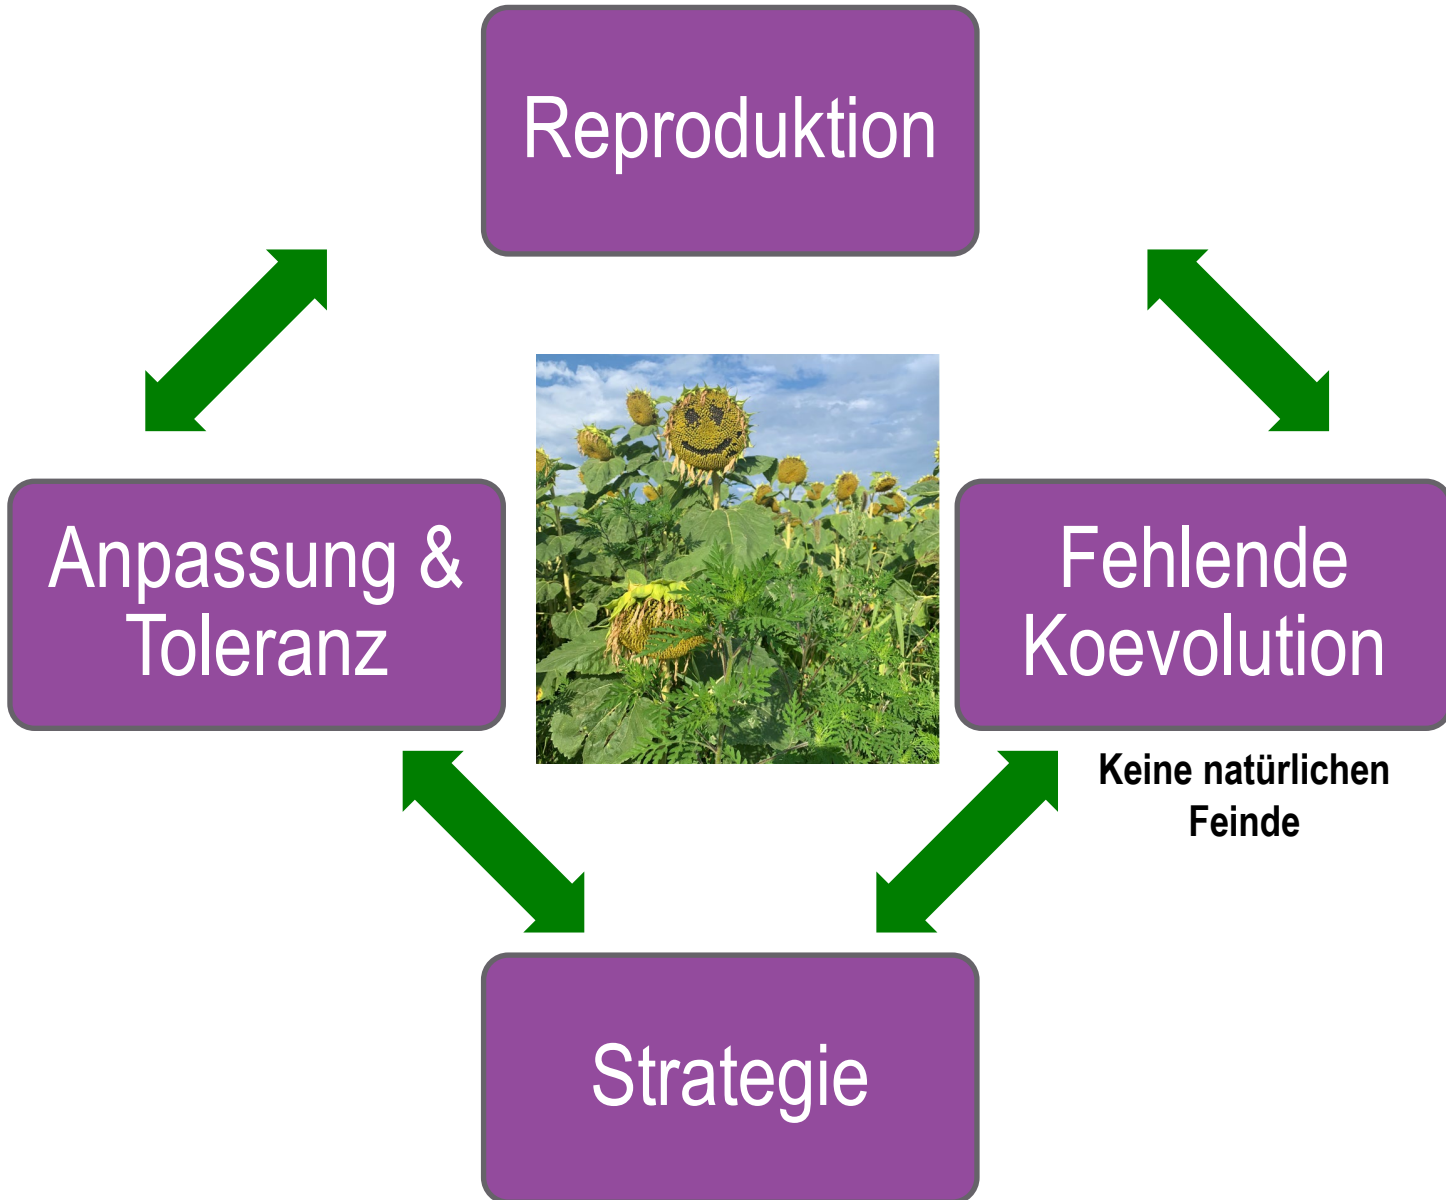 Reproduktion
Anpassung &
Toleranz
Fehlende
Koevolution
Keine natürlichen
Feinde
Strategie